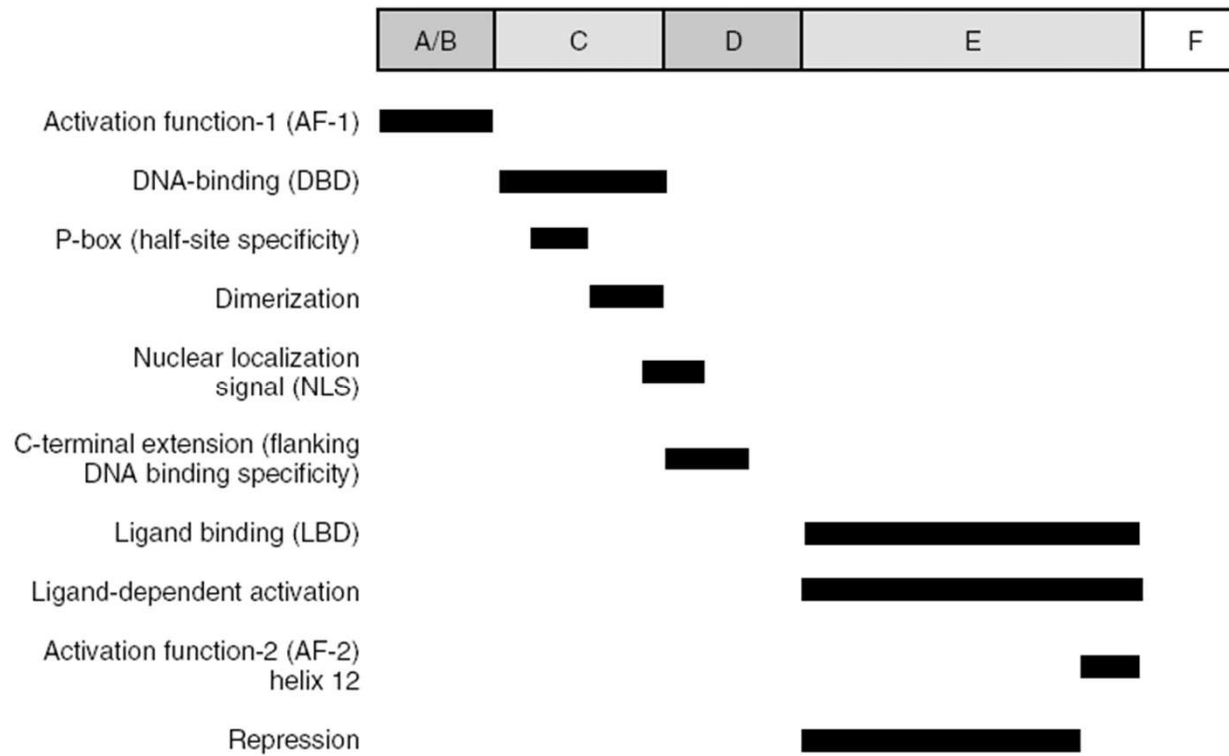 A/B C D E F
Activation function-1 (AF-1)
DNA-binding (DBD)
P-box (half-site specificity)
Dimerization
Nuclear localization
signal (NLS)
C-terminal extension (flanking
DNA binding specificity)
Ligand binding (LBD)
Ligand-dependent activation
Activation function-2 (AF-2)
helix 12
Repression